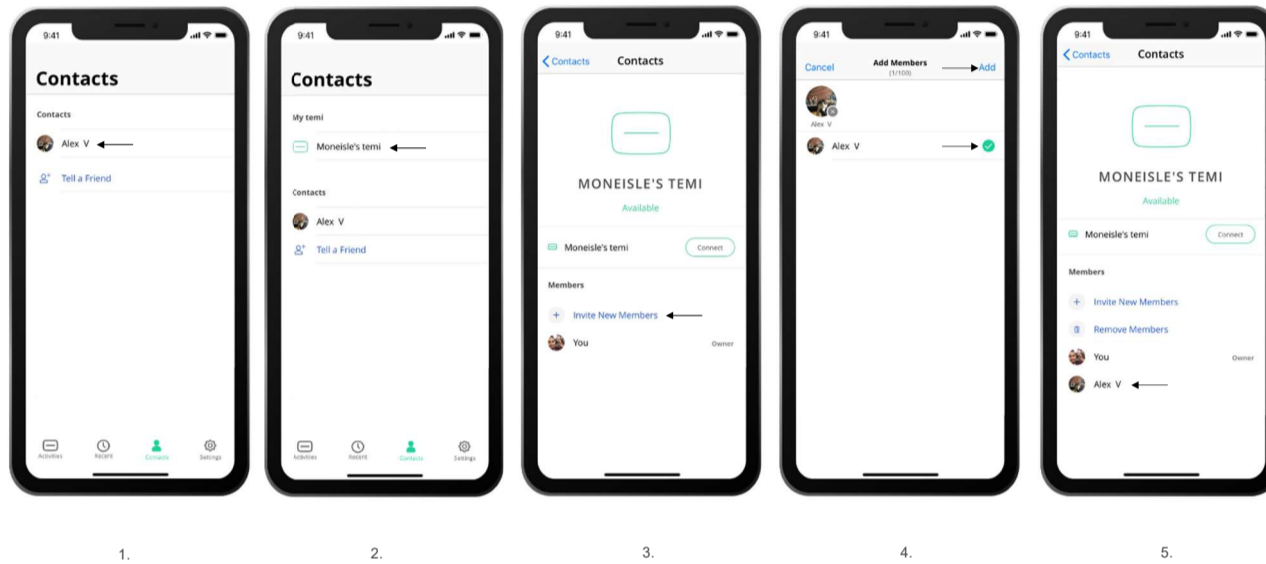 9:41
Contacts
Contacts
Alex V
Tell a Friend
Activities Recent Contacts Settings
1.
9:41
Contacts
My temi
Moneisle's temi
Contacts
Alex V
Tell a Friend
Activities Recent Contacts Settings
2.
9:41
Contacts Contacts
MONEISLE'S TEMI
Available
Moneisle's temi Connect
Members
+ Invite New Members
You Owner
3.
9:41
Cancel Add Members Add
(1/100)
Alex V
Alex V
4.
9:41
Contacts Contacts
MONEISLE'S TEMI
Available
Moneisle's temi Connect
Members
+ Invite New Members
Remove Members
You Owner
Alex V
5.